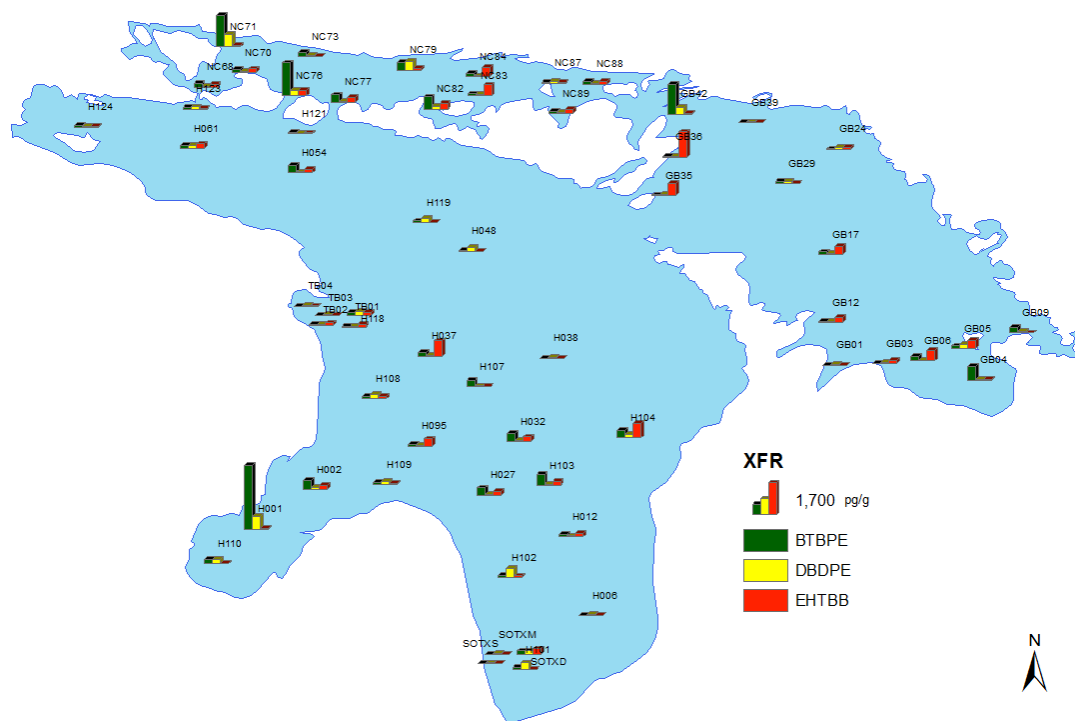 NC71
NC73
NC70
NC79
NC84
NC87
NC88
NC68
NC76
NC77
NC83
NC82
NC89
H123
H124
H121
GB42
GB39
H061
GB36
GB24
H054
GB35
GB29
H119
H048
GB17
TB04
TB03
TB01
TB02
H118
GB12
GB09
H037
H038
GB05
GB01
GB03
GB06
GB04
H107
H108
H104
H032
H095
XFR
H002
H109
H027
H103
1,700 pg/g
H001
BTBPE
H012
H110
H102
DBDPE
EHTBB
H006
SOTXM
SOTXS
H101
SOTXD
N